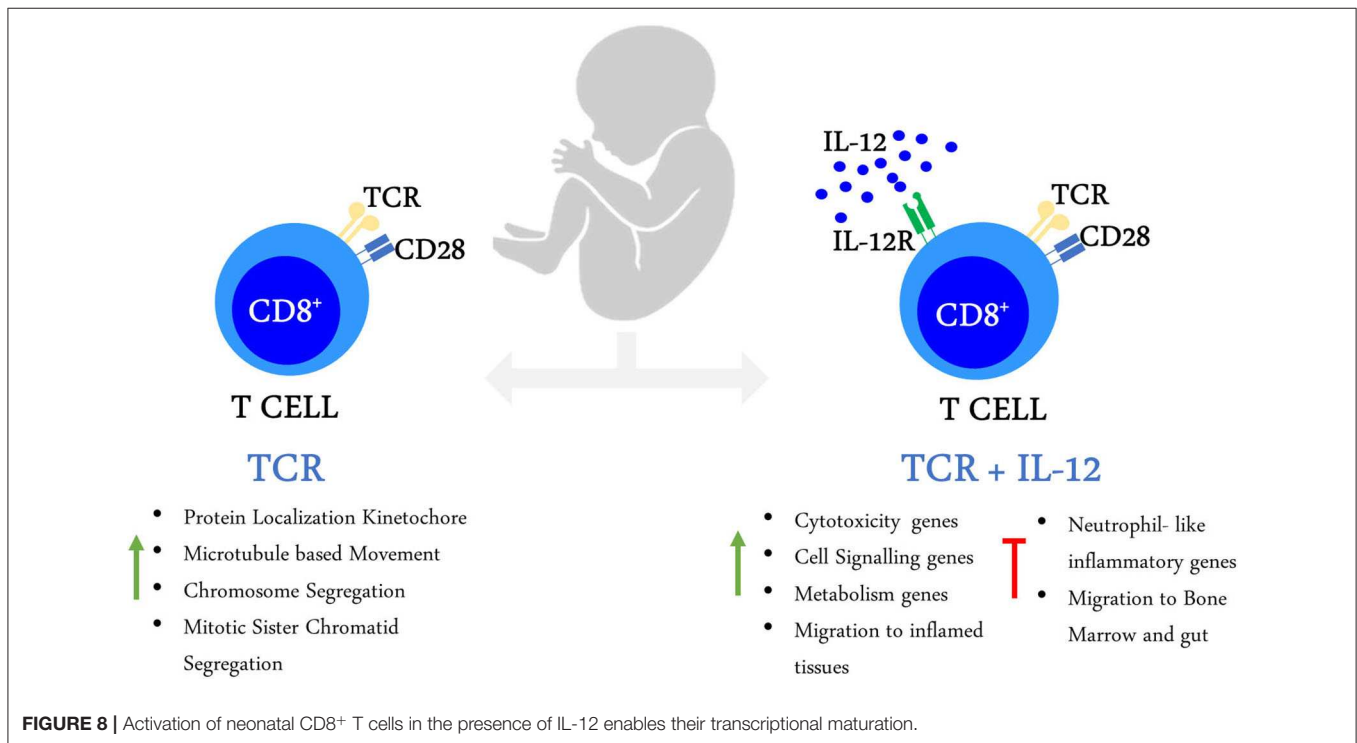 TCR
CD28
CD8⁺
T CELL
TCR
• Protein Localization Kinetochore
• Microtubule based Movement
• Chromosome Segregation
• Mitotic Sister Chromatid
Segregation
IL-12
IL-12R
TCR
CD28
CD8⁺
T CELL
TCR + IL-12
• Cytotoxicity genes
• Cell Signalling genes
• Metabolism genes
• Migration to inflamed
tissues
• Neutrophil- like
inflammatory genes
• Migration to Bone
Marrow and gut
FIGURE 8 | Activation of neonatal CD8⁺ T cells in the presence of IL-12 enables their transcriptional maturation.